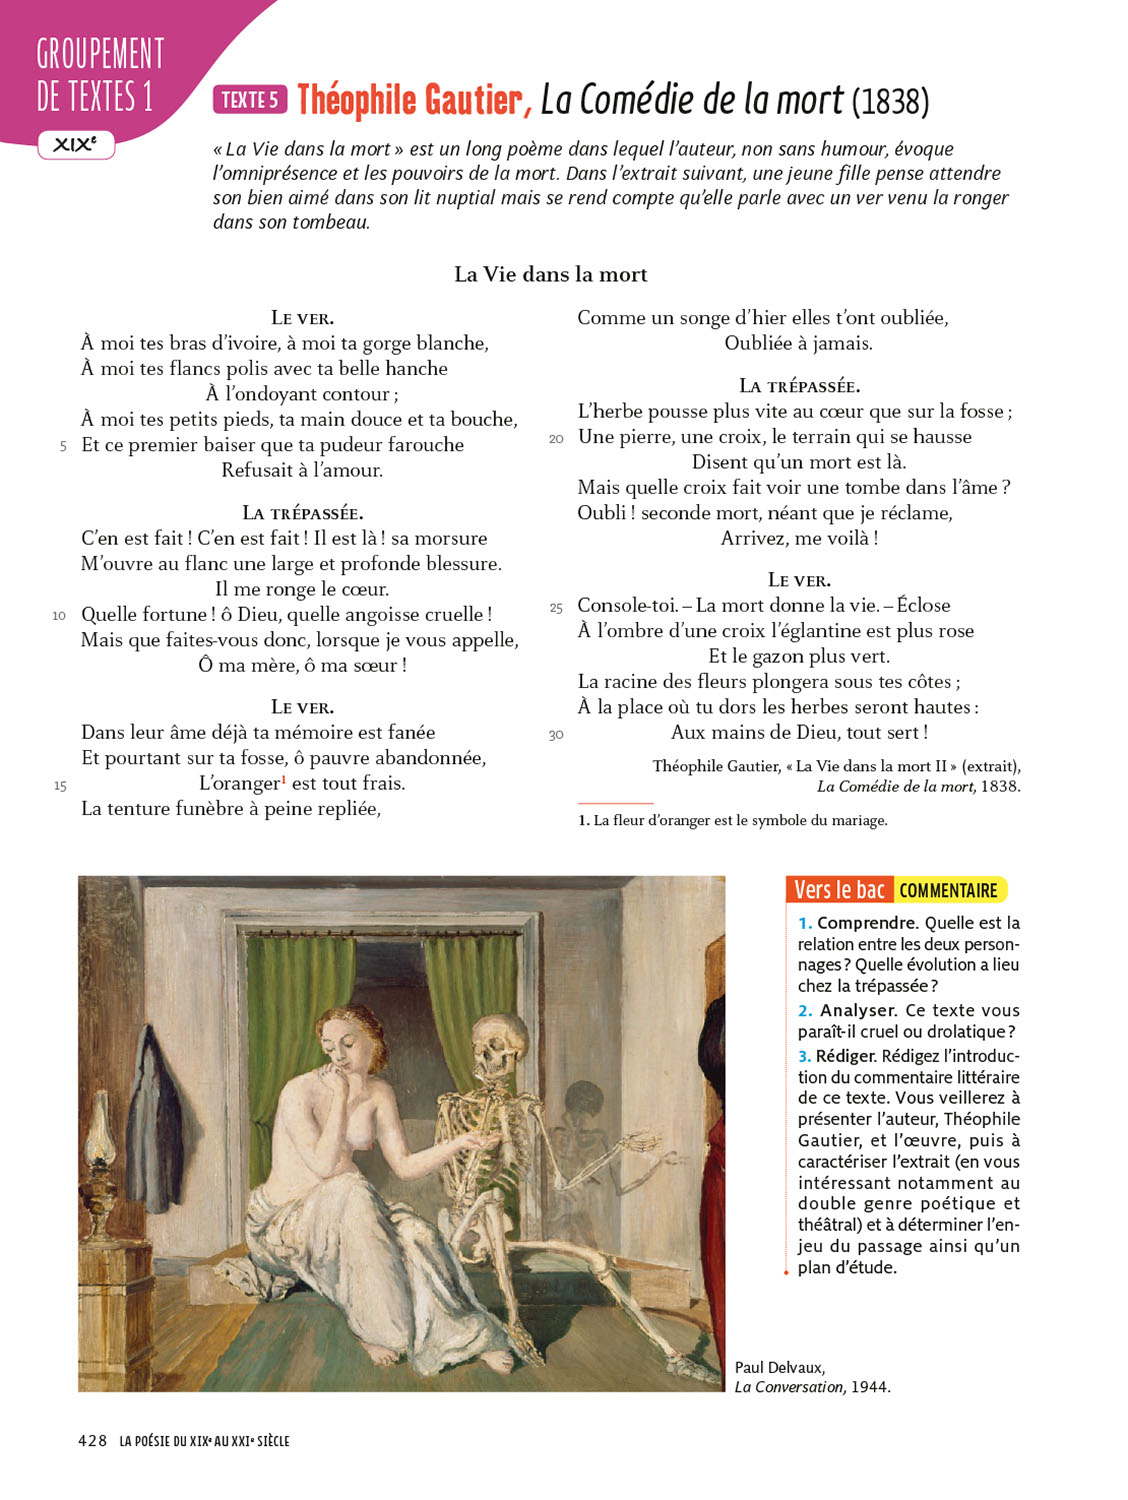 GROUPEMENT
DE TEXTES 1
XIXe
TEXTE 5 Théophile Gautier, La Comédie de la mort (1838)
« La Vie dans la mort » est un long poème dans lequel l'auteur, non sans humour, évoque
l'omniprésence et les pouvoirs de la mort. Dans l'extrait suivant, une jeune fille pense attendre
son bien aimé dans son lit nuptial mais se rend compte qu'elle parle avec un ver venu la ronger
dans son tombeau.
La Vie dans la mort
LE VER.
À moi tes bras d'ivoire, à moi ta gorge blanche,
À moi tes flancs polis avec ta belle hanche
À l'ondoyant contour ;
À moi tes petits pieds, ta main douce et ta bouche,
5 Et ce premier baiser que ta pudeur farouche
Refusait à l'amour.
LA TRÉPASSÉE.
C'en est fait ! C'en est fait ! Il est là ! sa morsure
M'ouvre au flanc une large et profonde blessure.
Il me ronge le cœur.
10 Quelle fortune ! ô Dieu, quelle angoisse cruelle !
Mais que faites-vous donc, lorsque je vous appelle,
Ô ma mère, ô ma sœur !
LE VER.
Dans leur âme déjà ta mémoire est fanée
Et pourtant sur ta fosse, ô pauvre abandonnée,
15 L'oranger1 est tout frais.
La tenture funèbre à peine repliée,
Comme un songe d'hier elles t'ont oubliée,
Oubliée à jamais.
LA TRÉPASSÉE.
L'herbe pousse plus vite au cœur que sur la fosse ;
20 Une pierre, une croix, le terrain qui se hausse
Disent qu'un mort est là.
Mais quelle croix fait voir une tombe dans l'âme ?
Oubli ! seconde mort, néant que je réclame,
Arrivez, me voilà !
LE VER.
25 Console-toi. – La mort donne la vie. – Éclose
À l'ombre d'une croix l'églantine est plus rose
Et le gazon plus vert.
La racine des fleurs plongera sous tes côtes ;
À la place où tu dors les herbes seront hautes :
30 Aux mains de Dieu, tout sert !
Théophile Gautier, « La Vie dans la mort II » (extrait),
La Comédie de la mort, 1838.
1. La fleur d'oranger est le symbole du mariage.
Vers le bac COMMENTAIRE
1. Comprendre. Quelle est la
relation entre les deux person-
nages ? Quelle évolution a lieu
chez la trépassée ?
2. Analyser. Ce texte vous
paraît-il cruel ou drolatique ?
3. Rédiger. Rédigez l'introduc-
tion du commentaire littéraire
de ce texte. Vous veillerez à
présenter l'auteur, Théophile
Gautier, et l'œuvre, puis à
caractériser l'extrait (en vous
intéressant notamment au
double genre poétique et
théâtral) et à déterminer l'en-
jeu du passage ainsi qu'un
plan d'étude.
Paul Delvaux,
La Conversation, 1944.
428 LA POÉSIE DU XIXe AU XXIe SIÈCLE